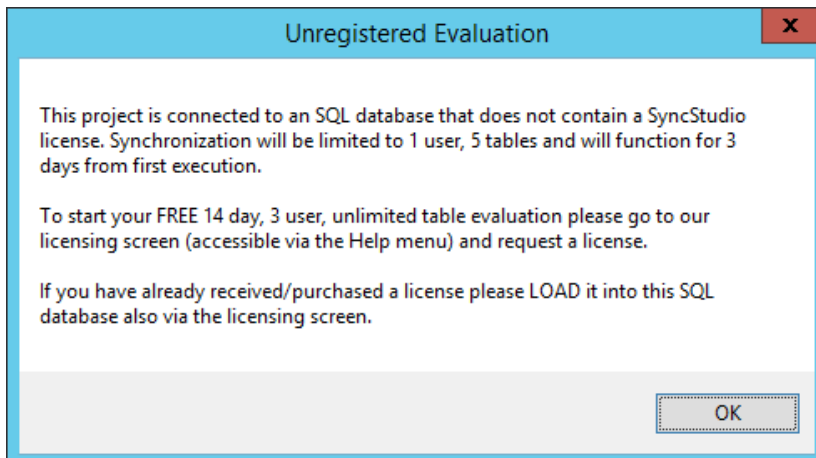 Unregistered Evaluation
x
This project is connected to an SQL database that does not contain a SyncStudio
license. Synchronization will be limited to 1 user, 5 tables and will function for 3
days from first execution.
To start your FREE 14 day, 3 user, unlimited table evaluation please go to our
licensing screen (accessible via the Help menu) and request a license.
If you have already received/purchased a license please LOAD it into this SQL
database also via the licensing screen.
OK